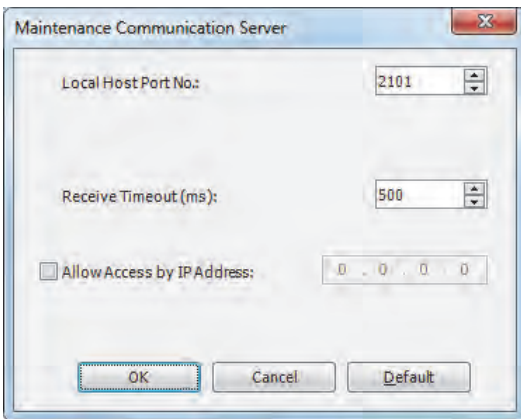 Maintenance Communication Server
Local Host Port No.: 2101
Receive Timeout (ms): 500
Allow Access by IP Address: 0 . 0 . 0 . 0
OK Cancel Default